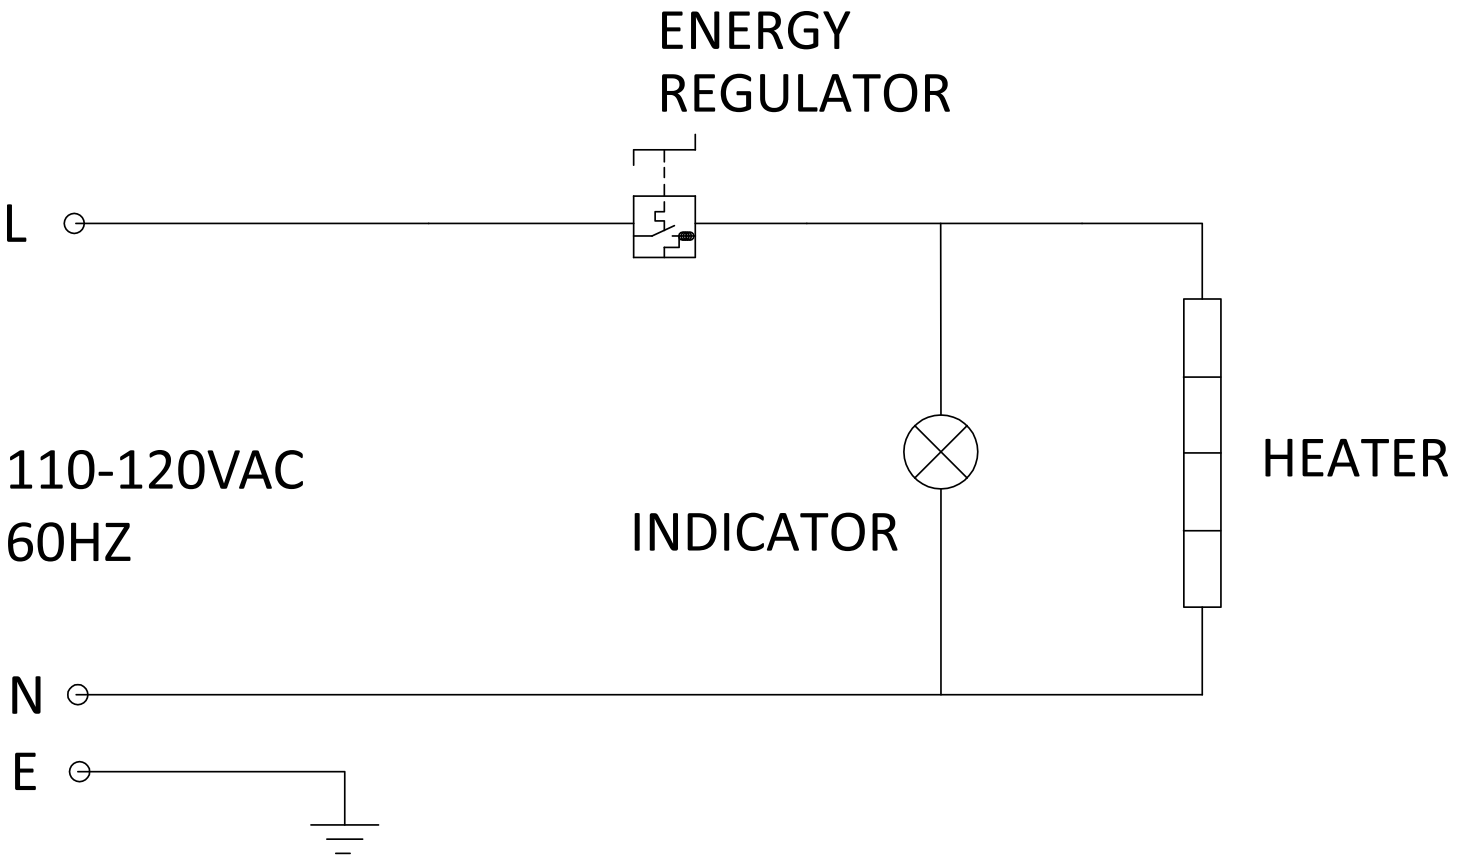 ENERGY
REGULATOR
L
110-120VAC
60HZ
HEATER
INDICATOR
N
E